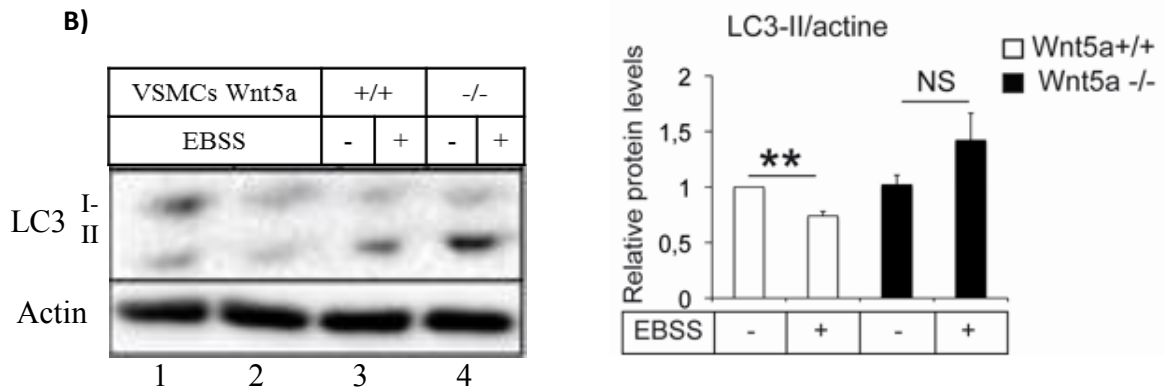 B)
VSMCs Wnt5a +/+ -/-
EBSS - + - +
LC3 I-
II
Actin
1 2 3 4
LC3-II/actine
Wnt5a+/+
Wnt5a -/-
Relative protein levels
2
1,5
1
0,5
0
**
NS
EBSS - + - +